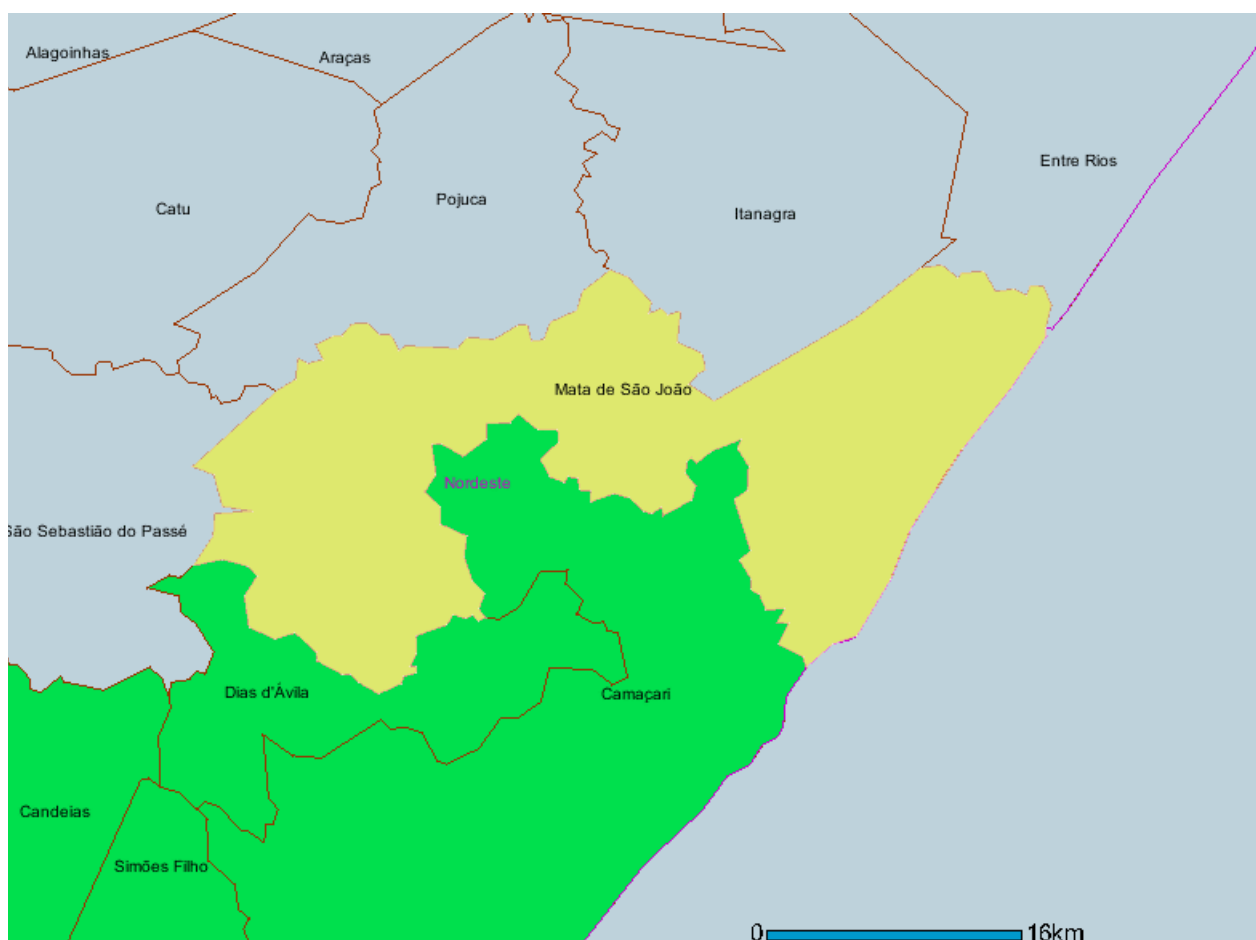 Alagoinhas
Araças
Entre Rios
Catu
Pojuca
Itanagra
Mata de São João
Nordeste
São Sebastião do Passé
Dias d'Ávila
Camaçari
Candeias
Simões Filho
0 16km